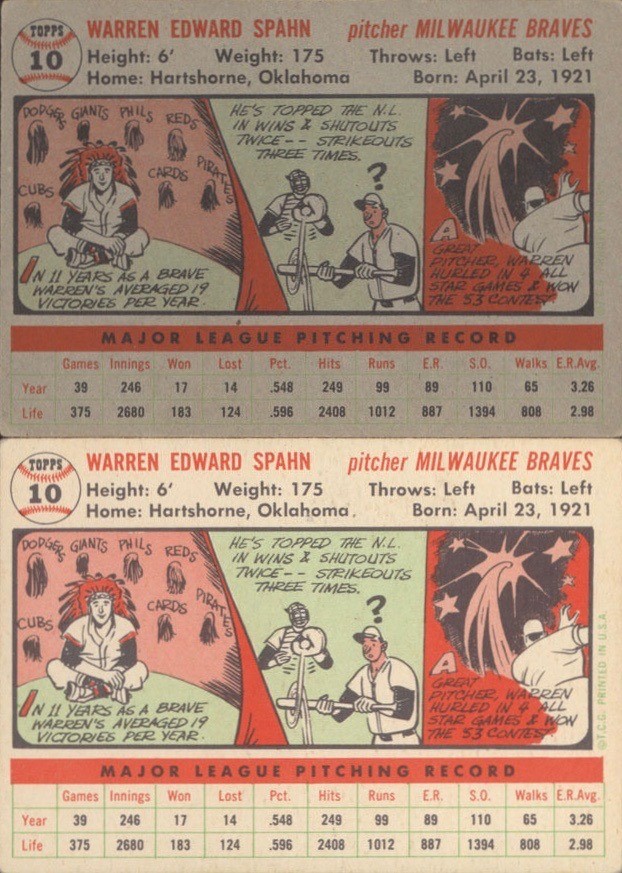 TOPPS
10
WARREN EDWARD SPAHN pitcher MILWAUKEE BRAVES
Height: 6' Weight: 175 Throws: Left Bats: Left
Home: Hartshorne, Oklahoma Born: April 23, 1921
DODGERS GIANTS PHILS REDS
CUBS CARDS PIRATES
IN 11 YEARS AS A BRAVE
WARREN'S AVERAGED 19
VICTORIES PER YEAR.
HE'S TOPPED THE N.L.
IN WINS & SHUTOUTS
TWICE -- STRIKEOUTS
THREE TIMES.
?
A
GREAT
PITCHER, WARREN
HURLED IN 4 ALL
STAR GAMES & WON
THE '53 CONTEST
MAJOR LEAGUE PITCHING RECORD
Games Innings Won Lost Pct. Hits Runs E.R. S.O. Walks E.R.Avg.
Year 39 246 17 14 .548 249 99 89 110 65 3.26
Life 375 2680 183 124 .596 2408 1012 887 1394 808 2.98
TOPPS
10
WARREN EDWARD SPAHN pitcher MILWAUKEE BRAVES
Height: 6' Weight: 175 Throws: Left Bats: Left
Home: Hartshorne, Oklahoma. Born: April 23, 1921
DODGERS GIANTS PHILS REDS
CUBS CARDS PIRATES
IN 11 YEARS AS A BRAVE
WARREN'S AVERAGED 19
VICTORIES PER YEAR.
HE'S TOPPED THE N.L.
IN WINS & SHUTOUTS
TWICE -- STRIKEOUTS
THREE TIMES.
?
A
GREAT
PITCHER, WARREN
HURLED IN 4 ALL
STAR GAMES & WON
THE '53 CONTEST
©T.C.G. PRINTED IN U.S.A.
MAJOR LEAGUE PITCHING RECORD
Games Innings Won Lost Pct. Hits Runs E.R. S.O. Walks E.R.Avg.
Year 39 246 17 14 .548 249 99 89 110 65 3.26
Life 375 2680 183 124 .596 2408 1012 887 1394 808 2.98